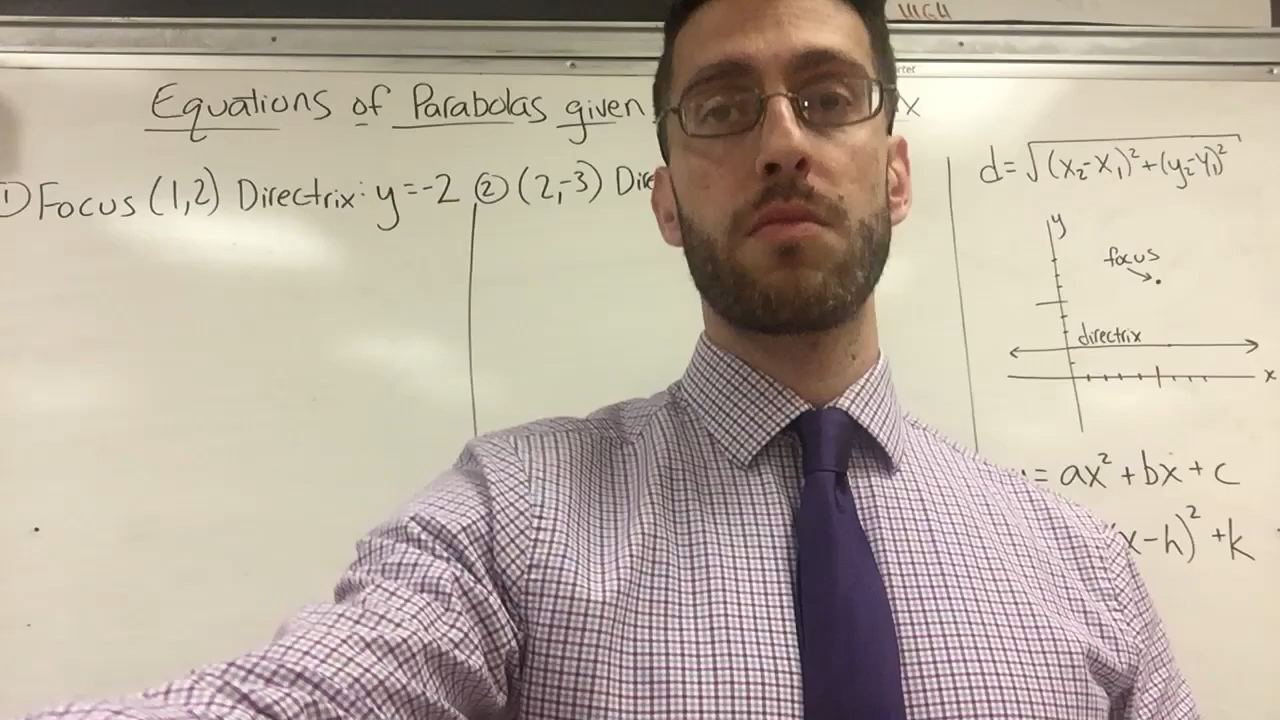 Equations of Parabolas given x
① Focus (1,2) Directrix: y=-2
② (2,-3) Dire
d=√(x₂-x₁)²+(y₂-y₁)²
y
focus
directrix
x
= ax²+bx+c
x-h)²+k